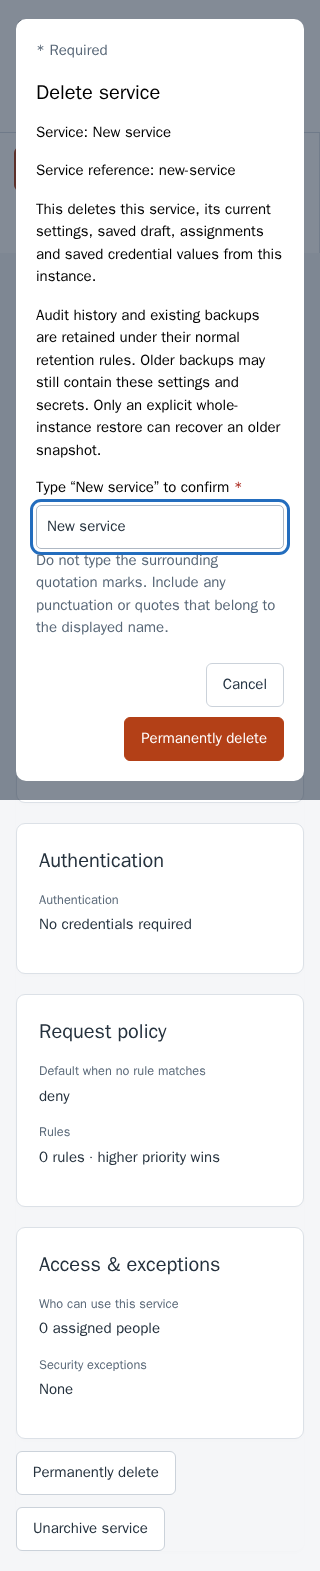 * Required
Delete service
Service: New service
Service reference: new-service
This deletes this service, its current
settings, saved draft, assignments
and saved credential values from this
instance.
Audit history and existing backups
are retained under their normal
retention rules. Older backups may
still contain these settings and
secrets. Only an explicit whole-
instance restore can recover an older
snapshot.
Type “New service” to confirm *
New service
Do not type the surrounding
quotation marks. Include any
punctuation or quotes that belong to
the displayed name.
Cancel
Permanently delete
Authentication
Authentication
No credentials required
Request policy
Default when no rule matches
deny
Rules
0 rules · higher priority wins
Access & exceptions
Who can use this service
0 assigned people
Security exceptions
None
Permanently delete
Unarchive service